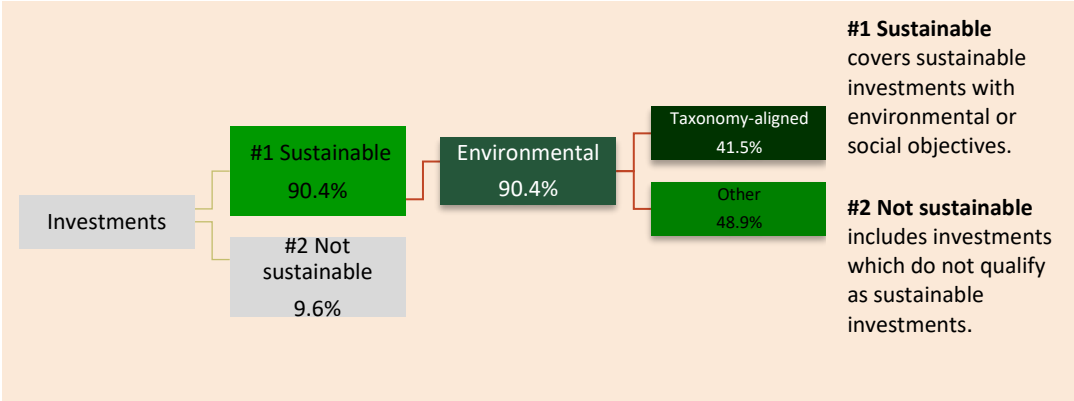 Investments
#1 Sustainable
90.4%
#2 Not
sustainable
9.6%
Environmental
90.4%
Taxonomy-aligned
41.5%
Other
48.9%
#1 Sustainable
covers sustainable
investments with
environmental or
social objectives.
#2 Not sustainable
includes investments
which do not qualify
as sustainable
investments.